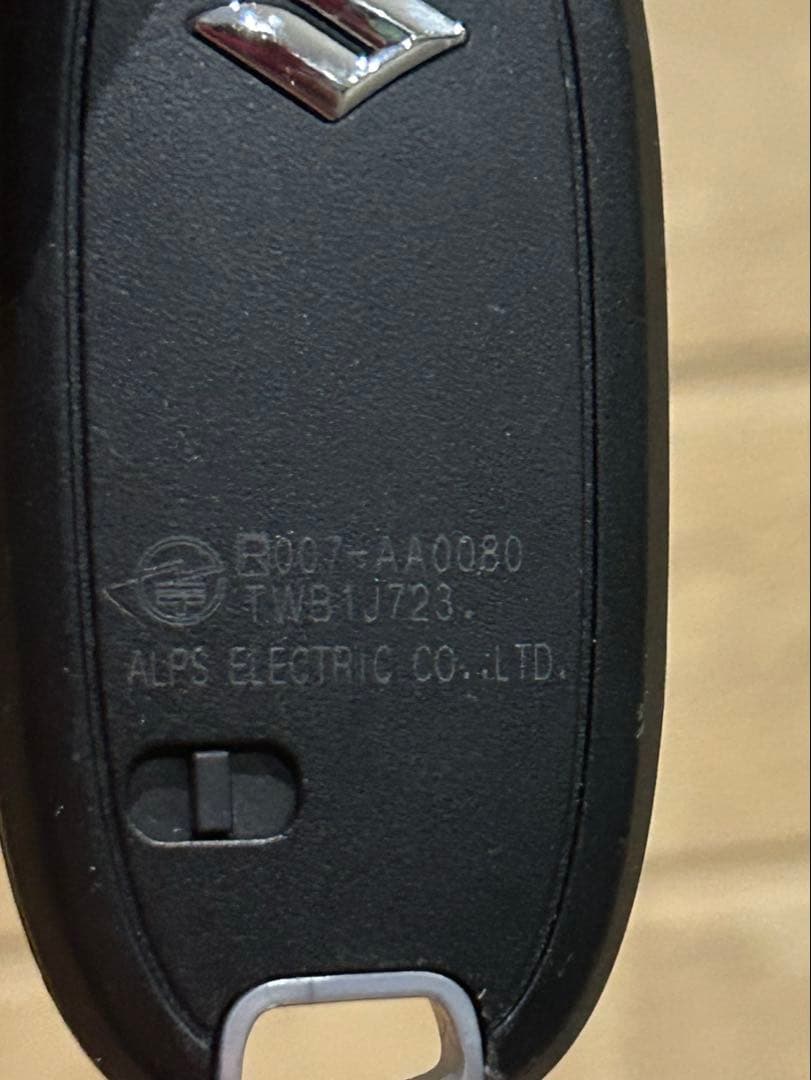 R007-AA0080
TWB1J723.
ALPS ELECTRIC CO.,LTD.